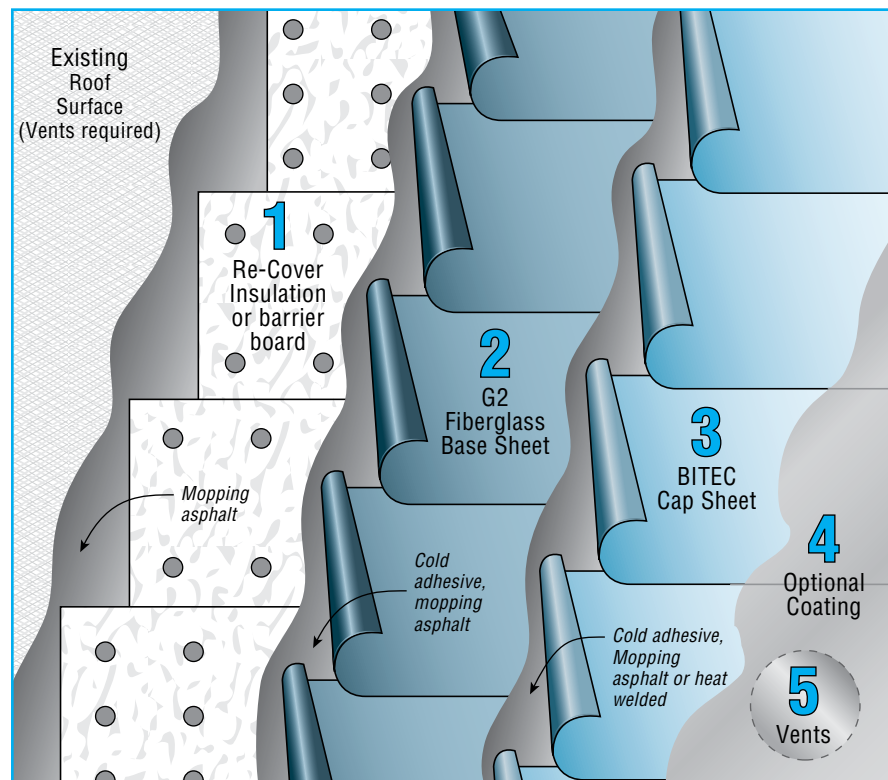 Existing
Roof
Surface
(Vents required)
1
Re-Cover
Insulation
or barrier
board
Mopping
asphalt
2
G2
Fiberglass
Base Sheet
Cold
adhesive,
mopping
asphalt
3
BITEC
Cap Sheet
Cold adhesive,
Mopping
asphalt or heat
welded
4
Optional
Coating
5
Vents